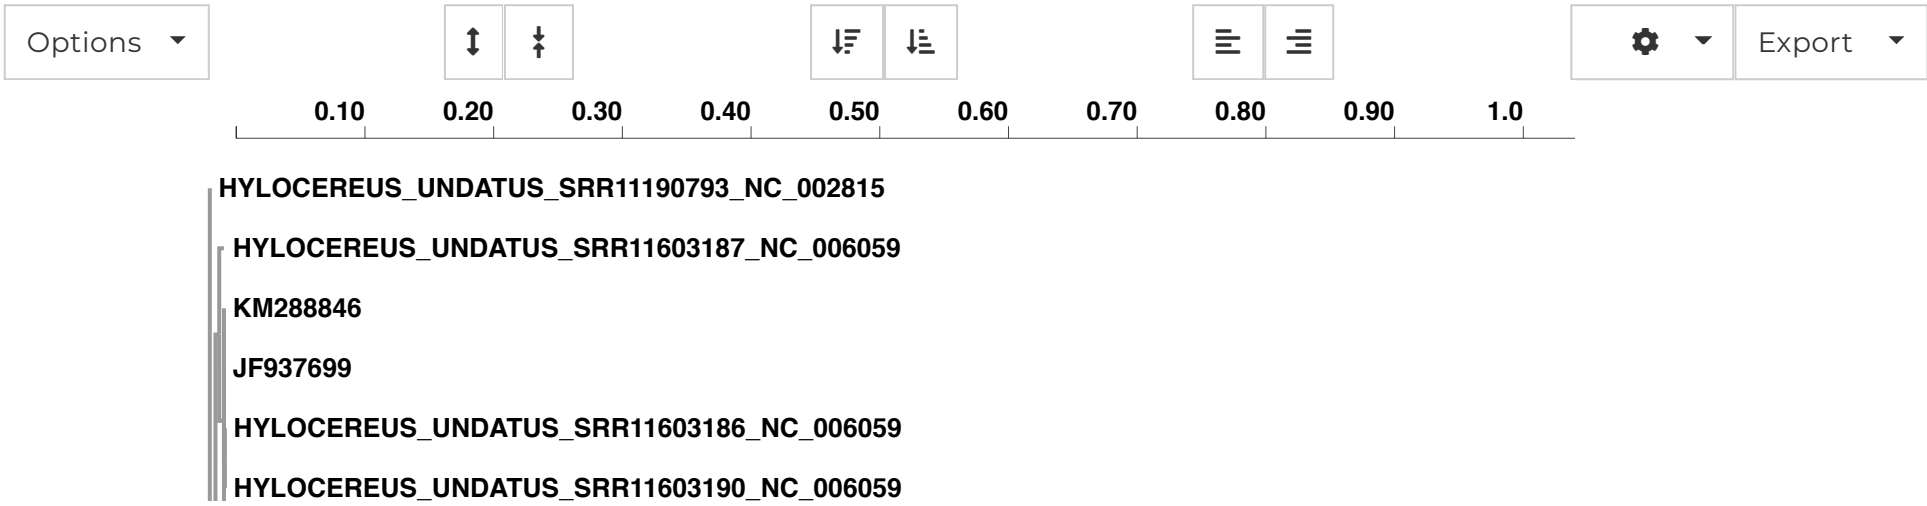 Options Export
0.10 0.20 0.30 0.40 0.50 0.60 0.70 0.80 0.90 1.0
HYLOCEREUS_UNDATUS_SRR11190793_NC_002815
HYLOCEREUS_UNDATUS_SRR11603187_NC_006059
KM288846
JF937699
HYLOCEREUS_UNDATUS_SRR11603186_NC_006059
HYLOCEREUS_UNDATUS_SRR11603190_NC_006059